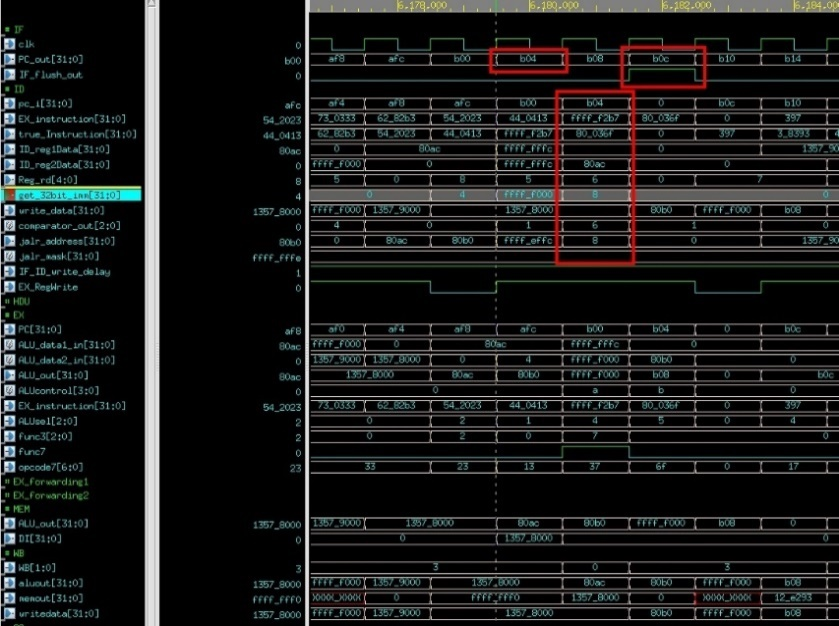 6,178,000 6,180,000 6,182,000 6,184,000
IF
clk 0
PC_out[31:0] b00 af8 afc b00 b04 b08 b0c b10 b14
IF_flush_out 0
ID
pc_i[31:0] afc af4 af8 afc b00 b04 0 b0c b10
EX_instruction[31:0] 54_2023 73_0333 62_82b3 54_2023 44_0413 ffff_f2b7 80_036f 0 397
true_Instruction[31:0] 44_0413 62_82b3 54_2023 44_0413 ffff_f2b7 80_036f 0 397 3_8393
ID_reg1Data[31:0] 80ac 0 80ac ffff_fffc 0 1357_90
ID_reg2Data[31:0] 0 ffff_f000 0 ffff_fffc 80ac 0
Reg_rd[4:0] 8 5 0 8 5 6 0 7
get_32bit_imm[31:0] 4 0 4 ffff_f000 8 0
write_data[31:0] 1357_8000 ffff_f000 1357_9000 1357_8000 0 80b0 ffff_f000 b08
comparator_out[2:0] 0 4 0 1 6 1 0
jalr_address[31:0] 80b0 0 80ac 80b0 ffff_effc 8 0 1357_90
jalr_mask[31:0] ffff_fffe
IF_ID_write_delay 1
EX_RegWrite 0
HDU
EX
PC[31:0] af8 af0 af4 af8 afc b00 b04 0 b0c
ALU_data1_in[31:0] 80ac ffff_f000 0 80ac ffff_fffc 0
ALU_data2_in[31:0] 0 1357_9000 1357_8000 0 4 ffff_f000 80b0 0
ALU_out[31:0] 80ac 1357_8000 80ac 80b0 ffff_f000 b08 0 b0c
ALUcontrol[3:0] 0 0 a b 0
EX_instruction[31:0] 54_2023 73_0333 62_82b3 54_2023 44_0413 ffff_f2b7 80_036f 0 397
ALUsel[2:0] 2 0 2 1 4 5 0 4
func3[2:0] 2 0 2 0 7 0
func7 0
opcode7[6:0] 23 33 23 13 37 6f 0 17
EX_forwarding1
EX_forwarding2
MEM
ALU_out[31:0] 1357_8000 1357_9000 1357_8000 80ac 80b0 ffff_f000 b08 0
DI[31:0] 0 0 1357_8000 0
WB
WB[1:0] 3 3 0 3
aluout[31:0] 1357_8000 ffff_f000 1357_9000 1357_8000 80ac 80b0 ffff_f000 b08
memout[31:0] ffff_fff0 XXXX_XXXX 0 ffff_fff0 1357_8000 0 XXXX_XXXX 12_e293
writedata[31:0] 1357_8000 ffff_f000 1357_9000 1357_8000 80b0 ffff_f000 b08